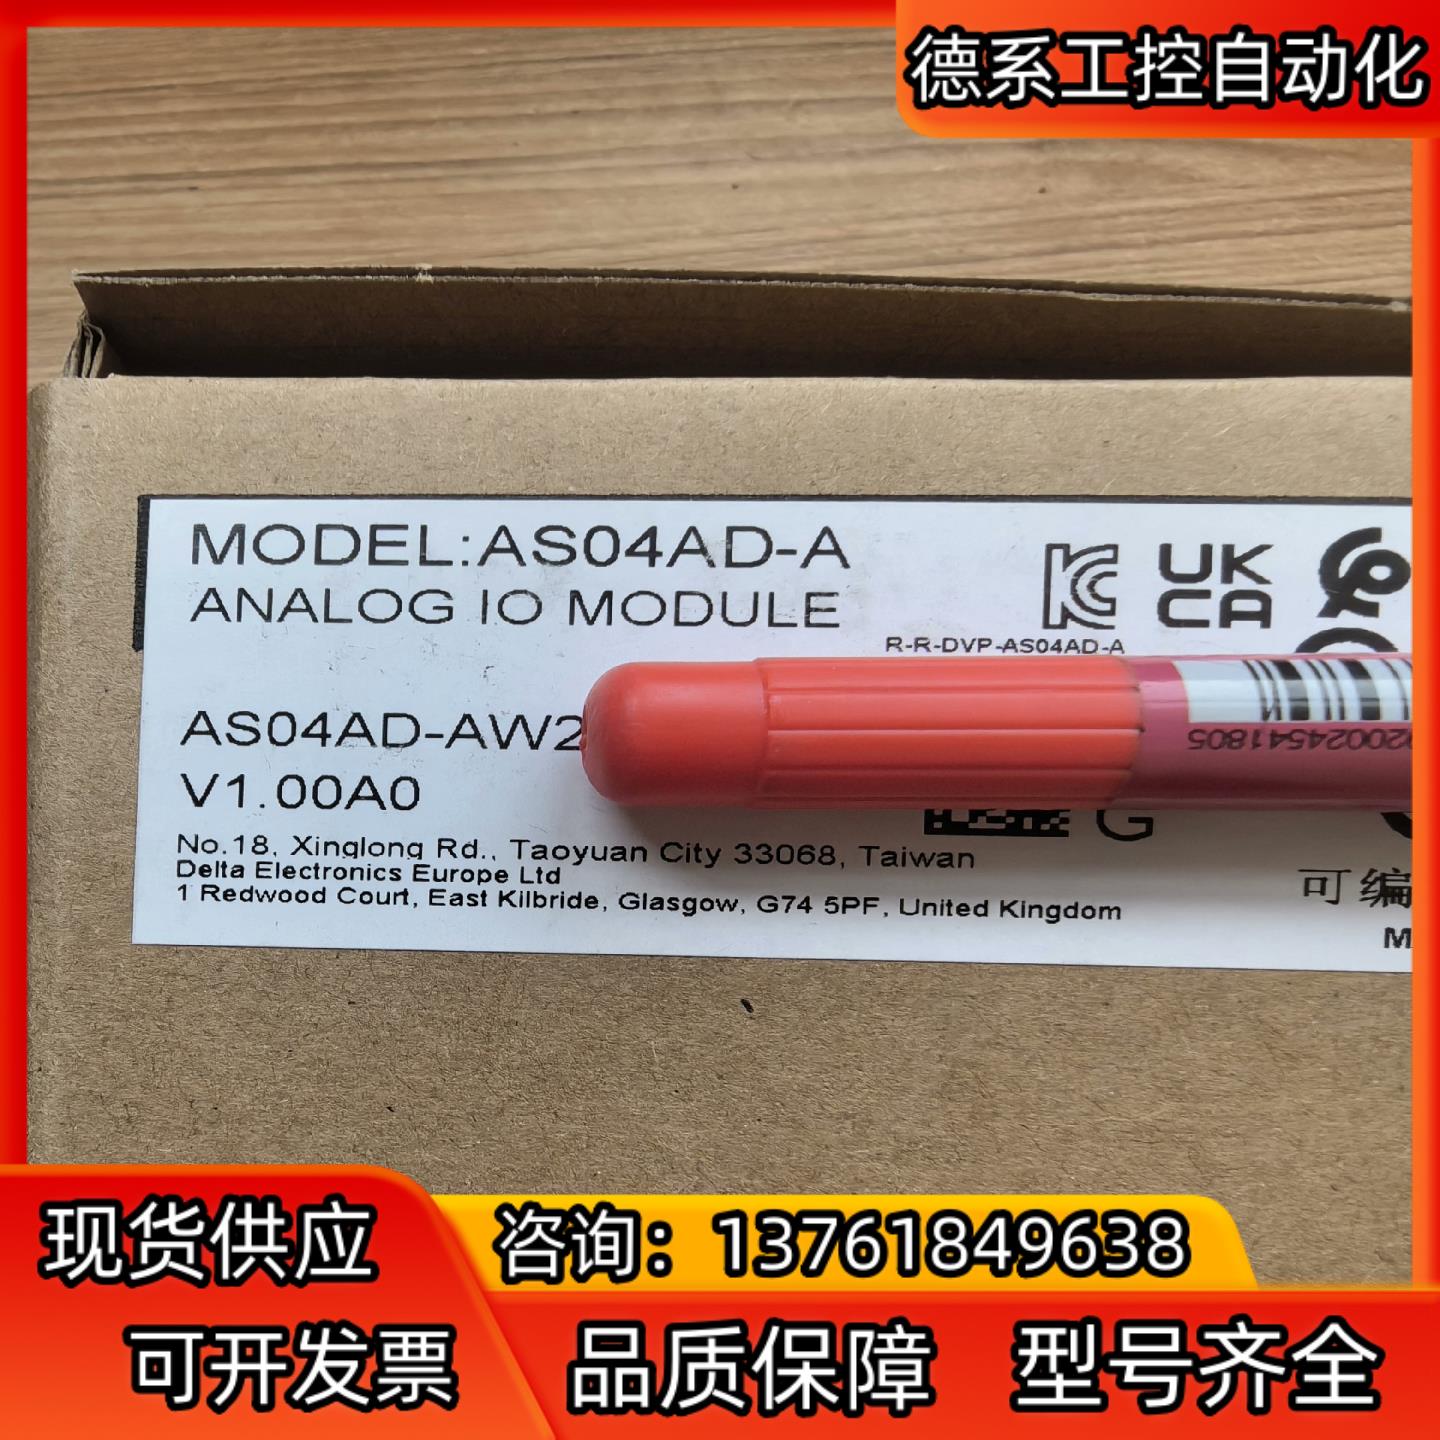 德系工控自动化
MODEL:AS04AD-A
ANALOG IO MODULE
UK
CA
R-R-DVP-AS04AD-A
AS04AD-AW2
V1.00A0
020024541805
G
No.18, Xinglong Rd., Taoyuan City 33068, Taiwan
Delta Electronics Europe Ltd
1 Redwood Court, East Kilbride, Glasgow, G74 5PF, United Kingdom
可编
M
现货供应
咨询：13761849638
可开发票
品质保障
型号齐全